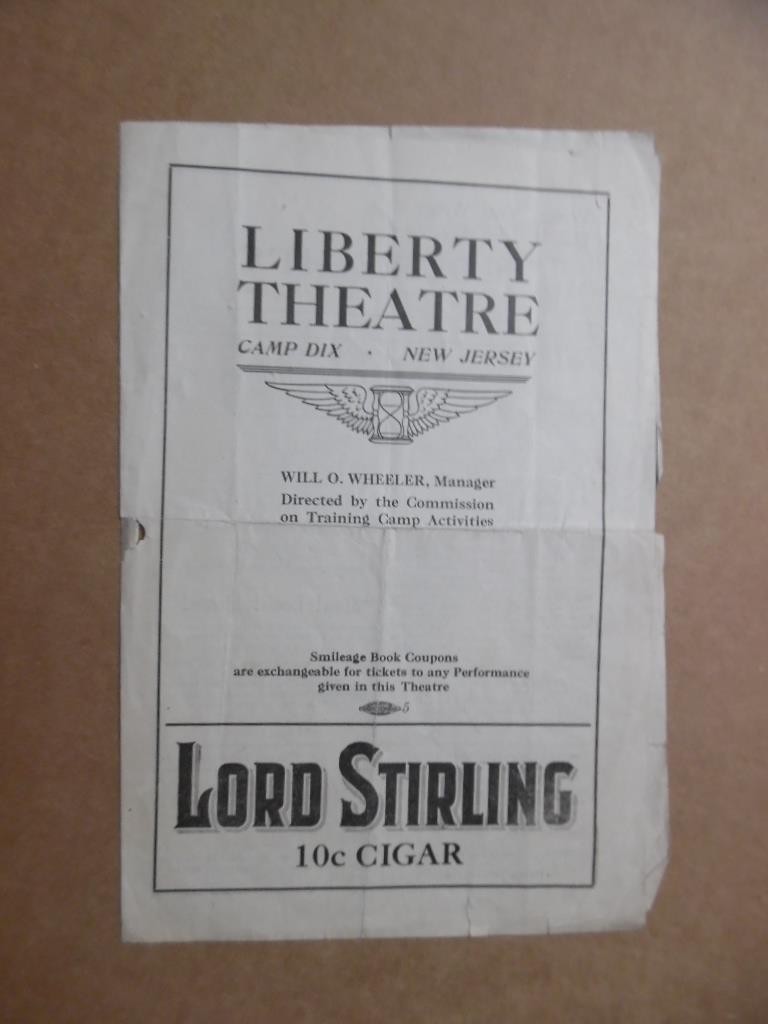 LIBERTY
THEATRE
CAMP DIX · NEW JERSEY
WILL O. WHEELER, Manager
Directed by the Commission
on Training Camp Activities
Smileage Book Coupons
are exchangeable for tickets to any Performance
given in this Theatre
5
LORD STIRLING
10c CIGAR